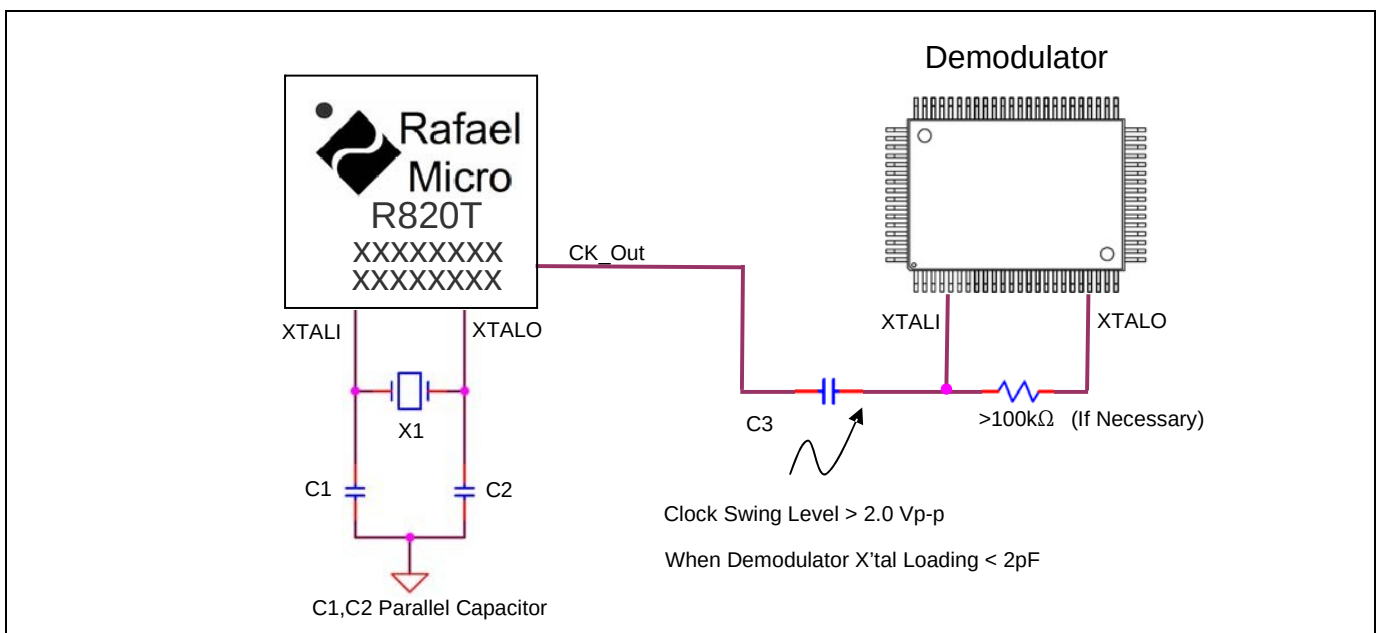 Demodulator
Rafael
Micro
R820T
XXXXXXXX
XXXXXXXX
CK_Out
XTALI
XTALO
XTALI
XTALO
X1
C3
>100kΩ (If Necessary)
C1
C2
Clock Swing Level > 2.0 Vp-p
When Demodulator X'tal Loading < 2pF
C1,C2 Parallel Capacitor